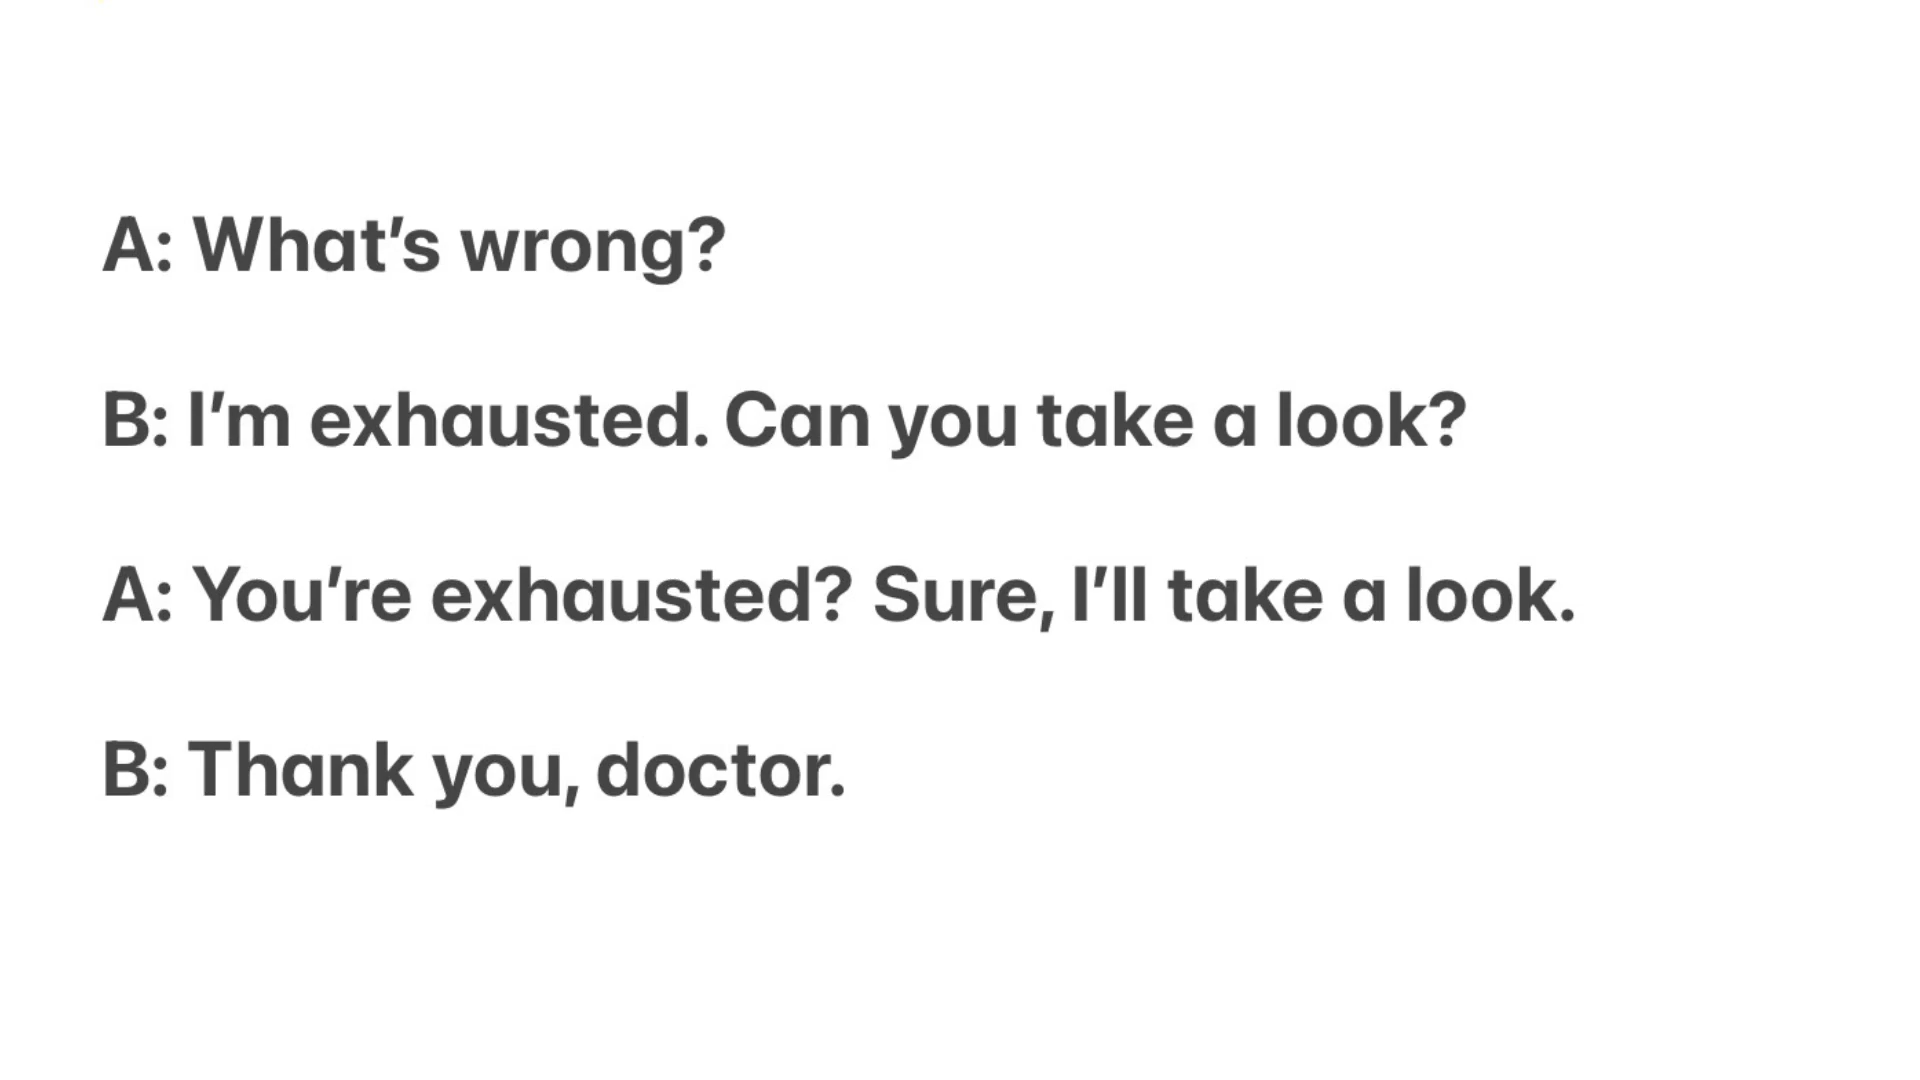 A: What’s wrong?
B: I’m exhausted. Can you take a look?
A: You’re exhausted? Sure, I’ll take a look.
B: Thank you, doctor.